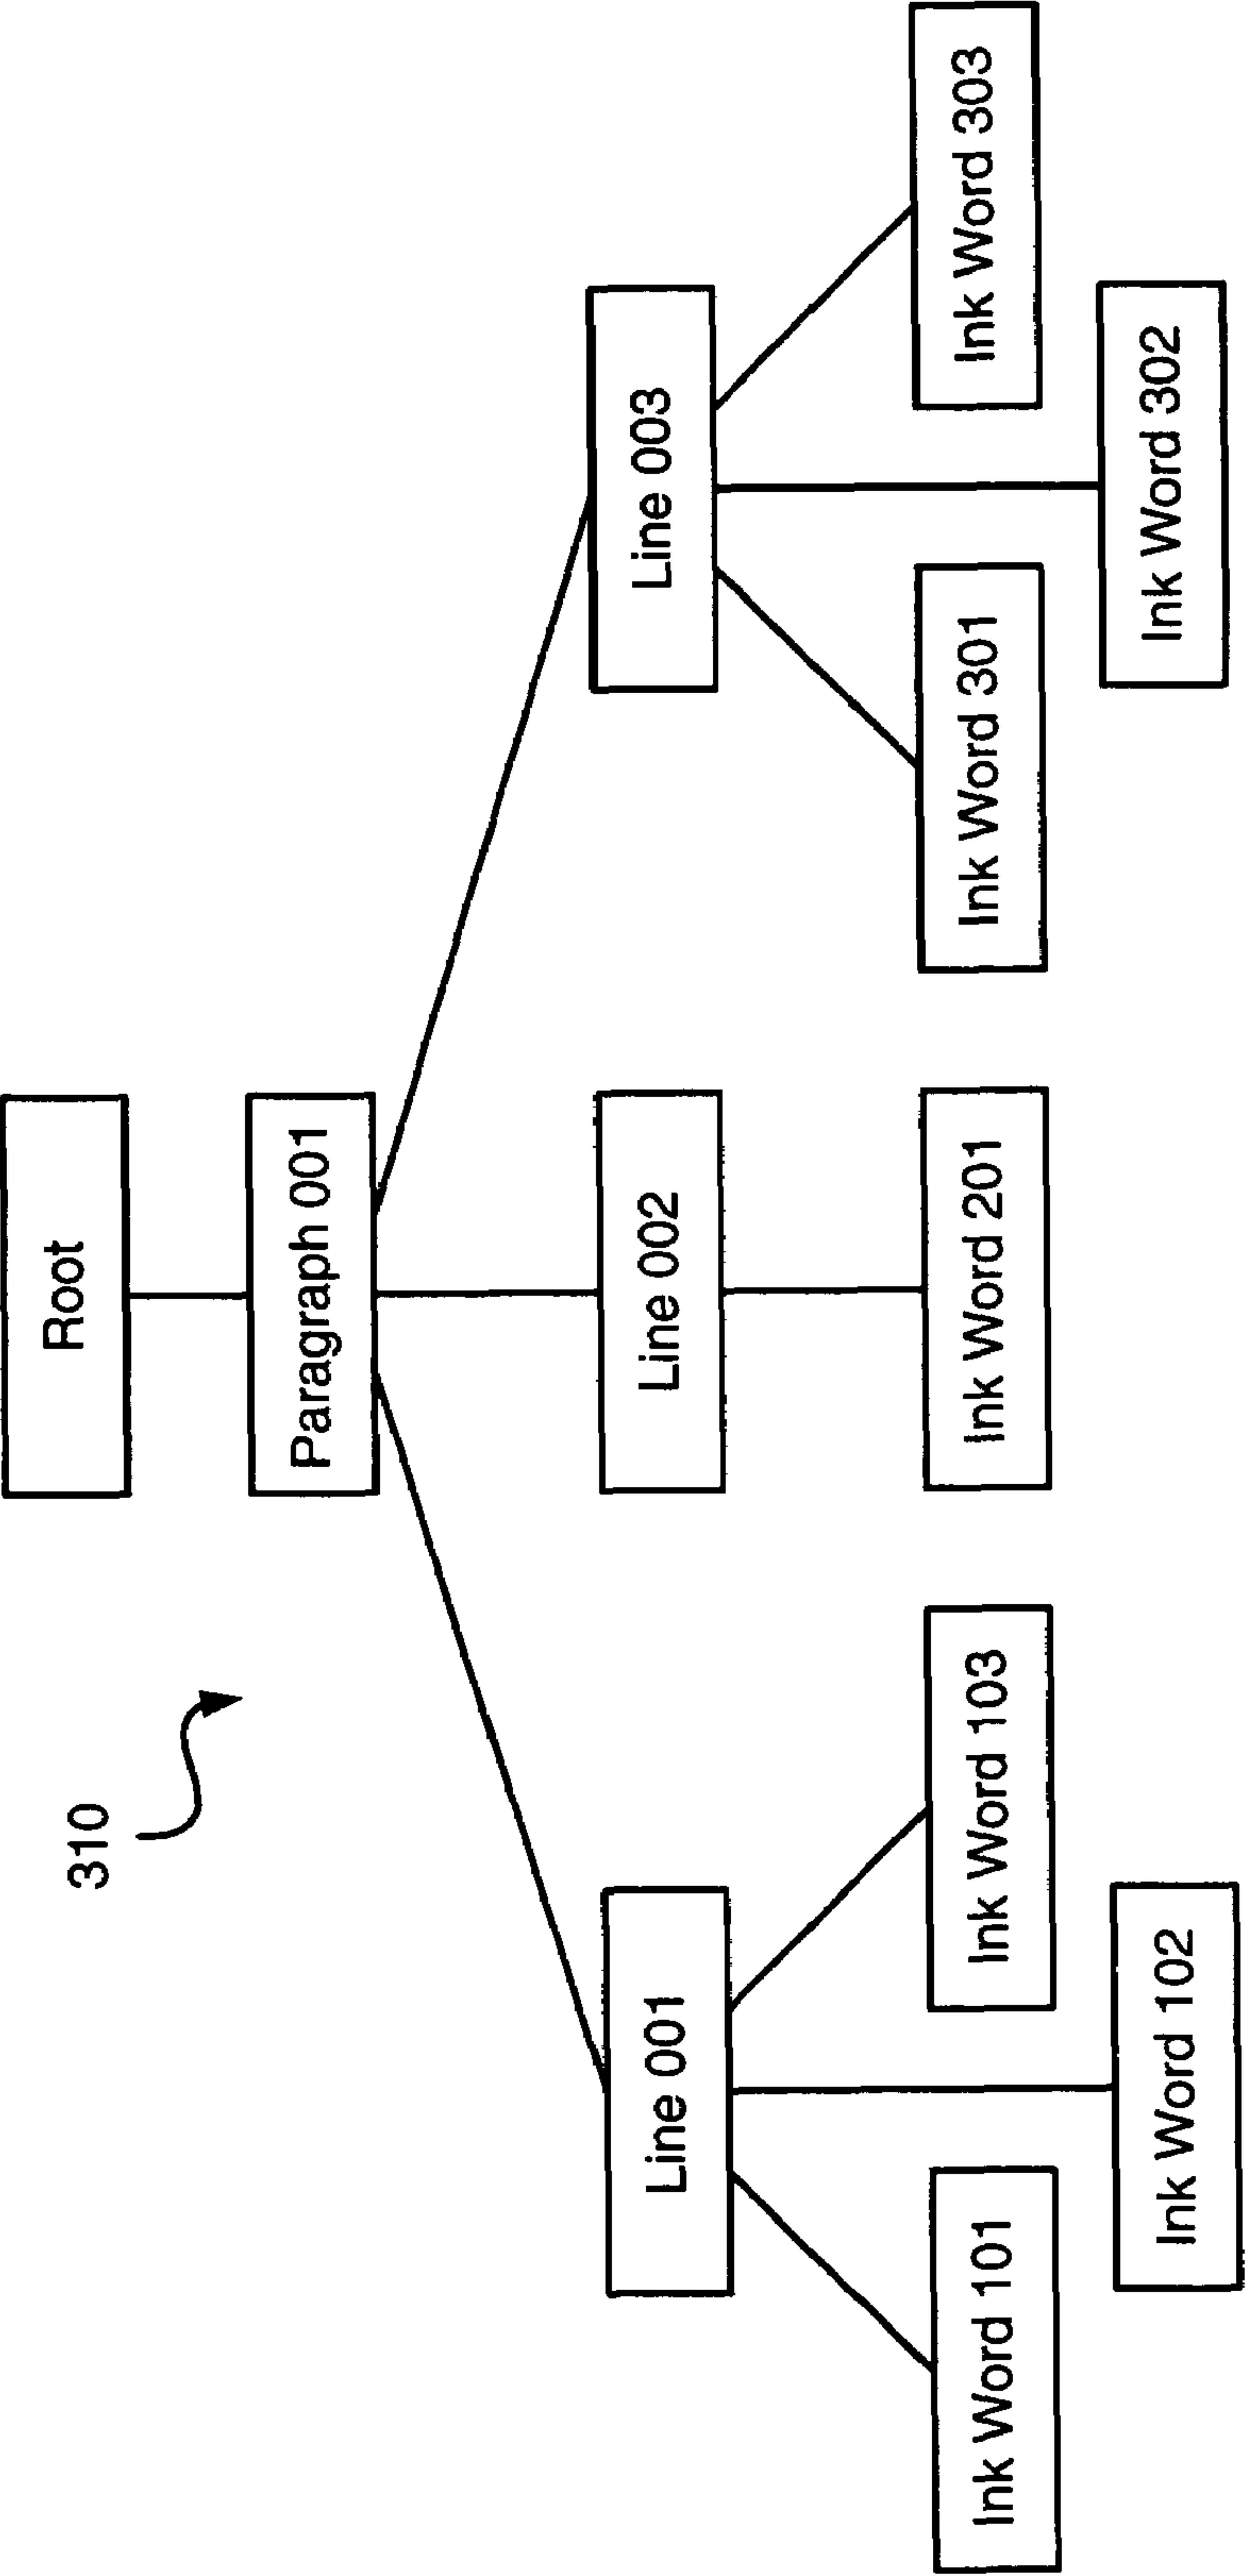 310
Root
Paragraph 001
Line 001
Line 002
Line 003
Ink Word 101
Ink Word 103
Ink Word 201
Ink Word 301
Ink Word 303
Ink Word 102
Ink Word 302